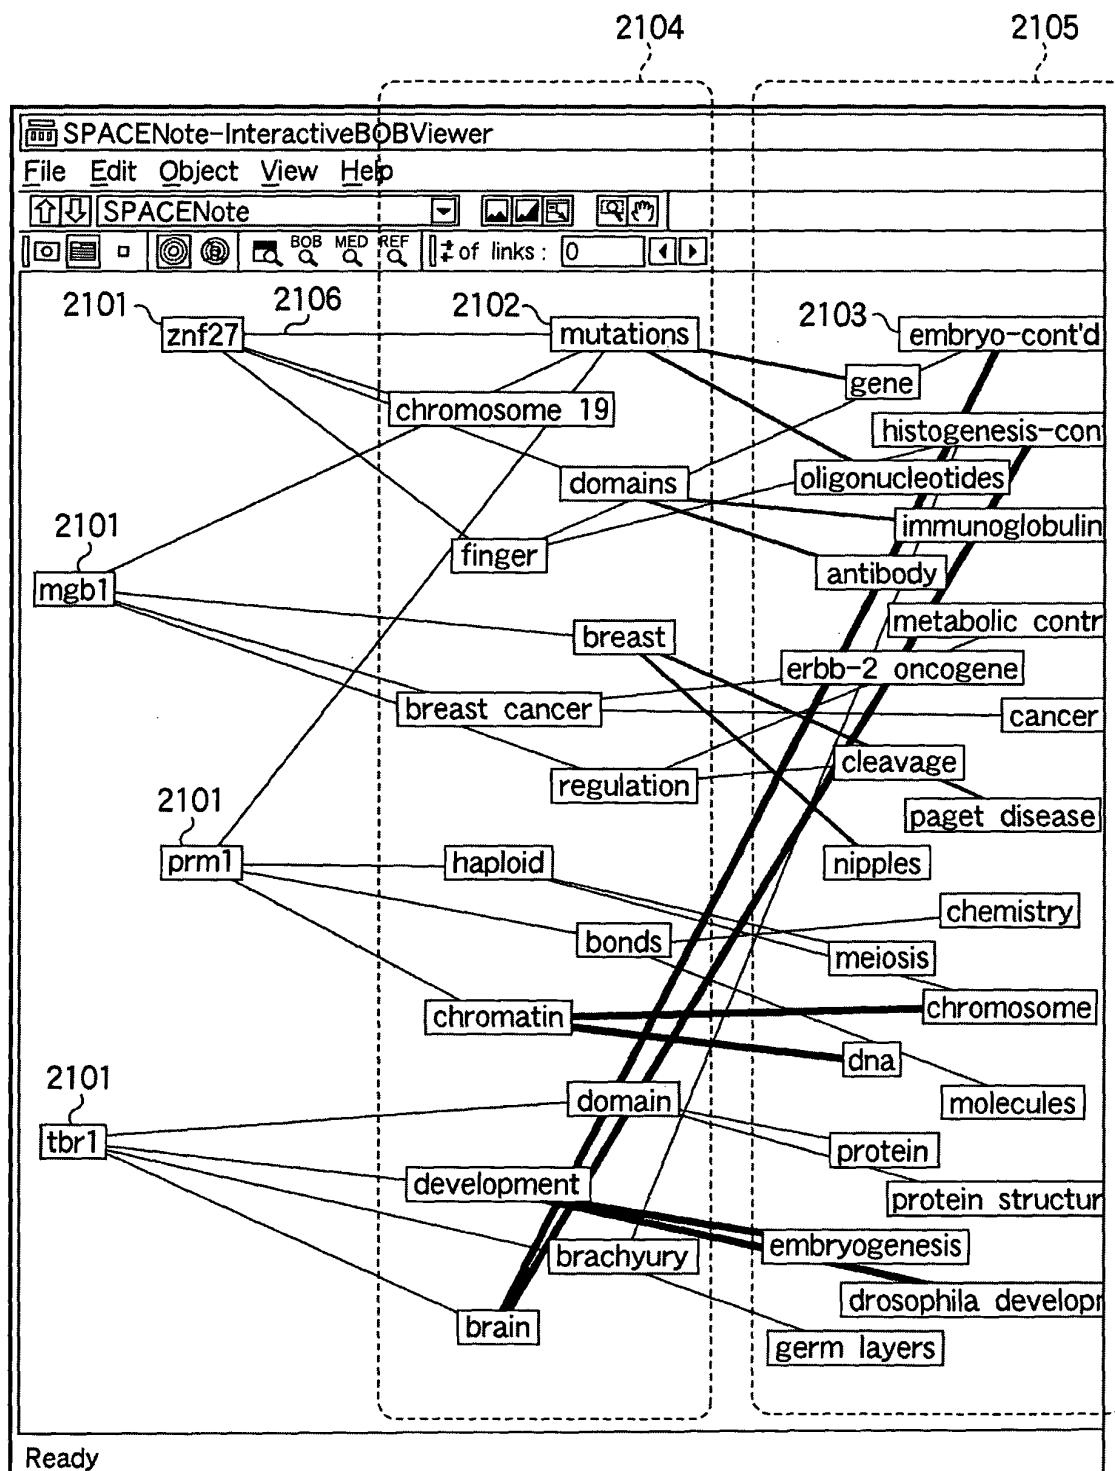 2104 2105
SPACENote-InteractiveBOBViewer
File Edit Object View Help
SPACENote
BOB MED REF of links: 0
2101 znf27 2106 2102 mutations 2103 embryo-cont'd
gene
chromosome 19
histogenesis-con
oligonucleotides
domains
immunoglobulin
2101
finger
antibody
mgb1
metabolic contr
breast
erbb-2 oncogene
breast cancer
cancer
cleavage
regulation
paget disease
2101
prm1 haploid nipples
chemistry
bonds
meiosis
chromatin chromosome
dna
2101
domain molecules
tbr1
protein
development
protein structur
embryogenesis
brachyury
drosophila develop
brain
germ layers
Ready